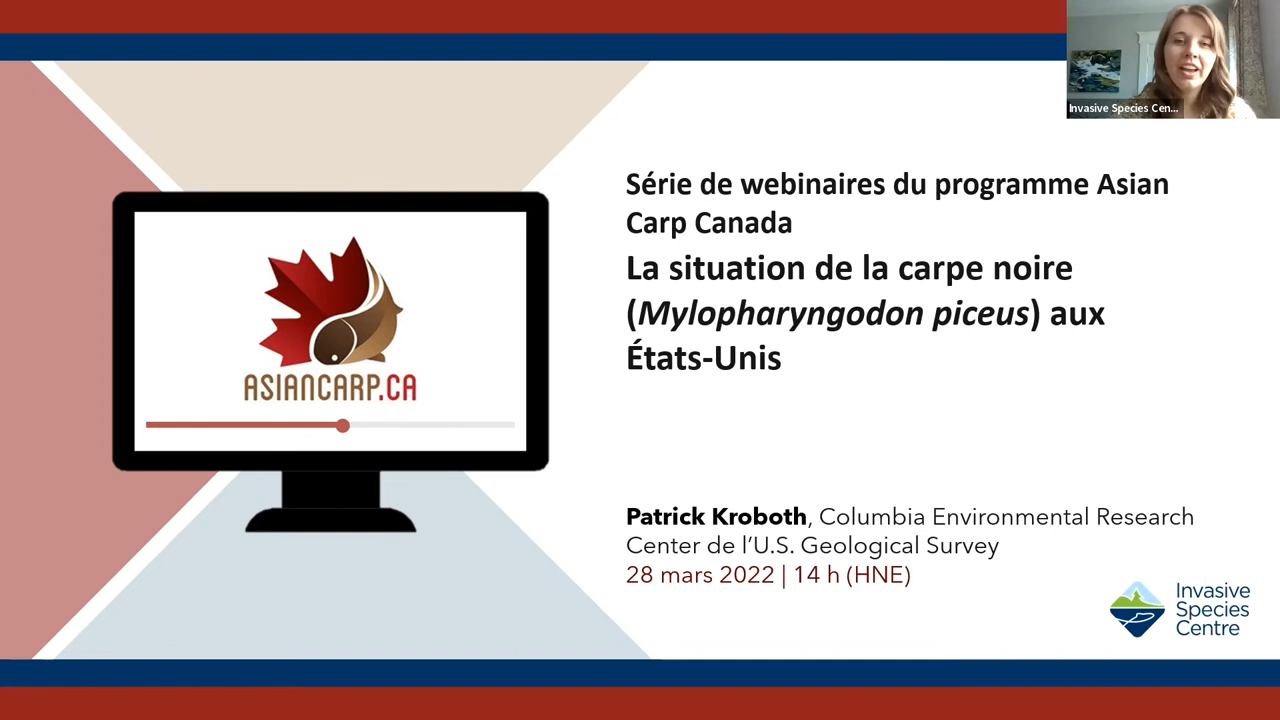 Invasive Species Cen...
Série de webinaires du programme Asian
Carp Canada
La situation de la carpe noire
(Mylopharyngodon piceus) aux
États-Unis
ASIANCARP.CA
Patrick Kroboth, Columbia Environmental Research
Center de l’U.S. Geological Survey
28 mars 2022 | 14 h (HNE)
Invasive
Species
Centre